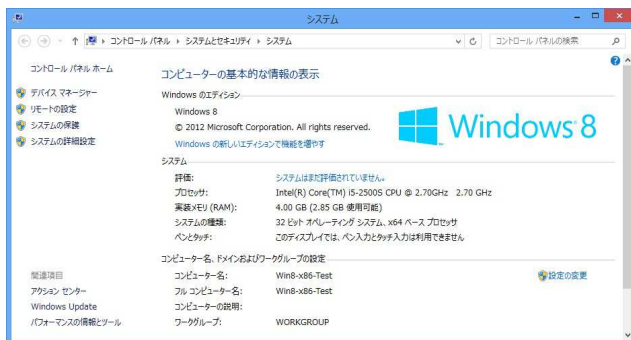 システム
コントロール パネル ▸ システムとセキュリティ ▸ システム
コントロール パネルの検索
コントロール パネル ホーム
デバイス マネージャー
リモートの設定
システムの保護
システムの詳細設定
コンピューターの基本的な情報の表示
Windows のエディション
Windows 8
© 2012 Microsoft Corporation. All rights reserved.
Windows の新しいエディションで機能を増やす
Windows 8
システム
評価: システムはまだ評価されていません。
プロセッサ: Intel(R) Core(TM) i5-2500S CPU @ 2.70GHz 2.70 GHz
実装メモリ (RAM): 4.00 GB (2.85 GB 使用可能)
システムの種類: 32 ビット オペレーティング システム、x64 ベース プロセッサ
ペンとタッチ: このディスプレイでは、ペン入力とタッチ入力は利用できません
コンピューター名、ドメインおよびワークグループの設定
コンピューター名: Win8-x86-Test
設定の変更
フル コンピューター名: Win8-x86-Test
コンピューターの説明:
ワークグループ: WORKGROUP
関連項目
アクション センター
Windows Update
パフォーマンスの情報とツール